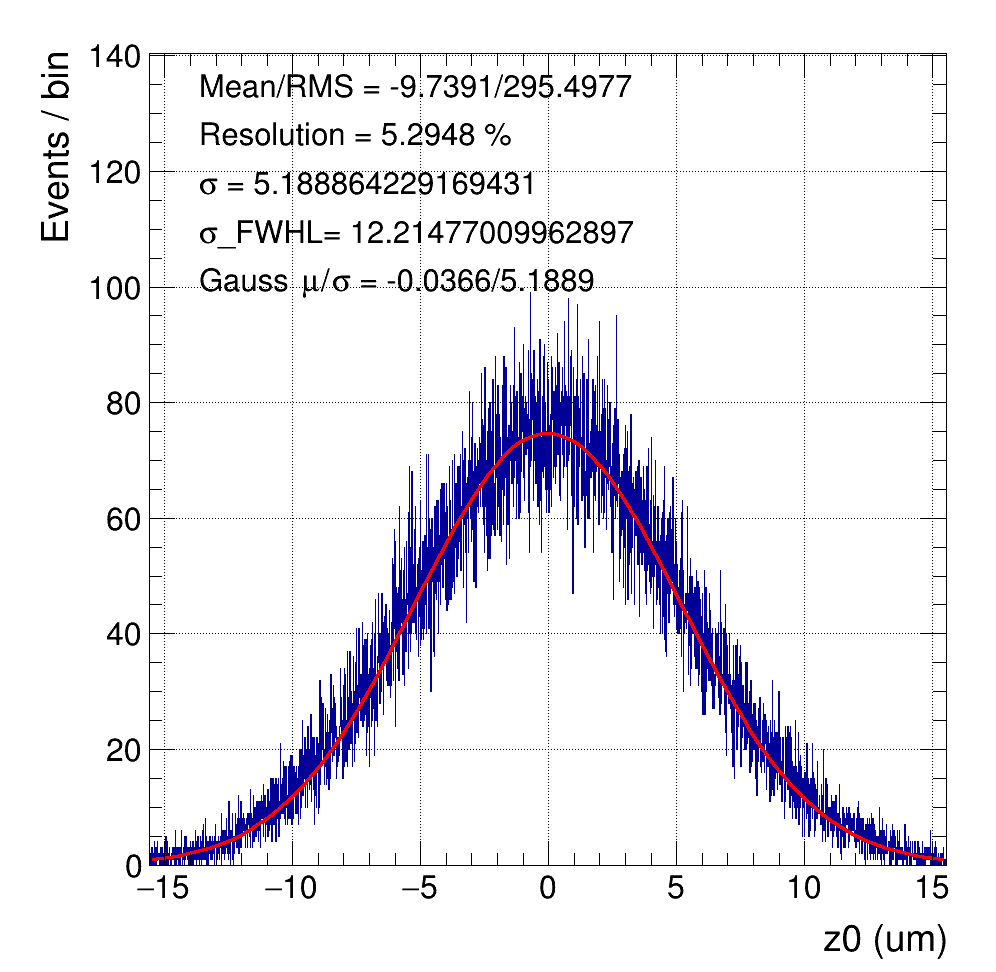 Events / bin
140
120
100
80
60
40
20
0
Mean/RMS = -9.7391/295.4977
Resolution = 5.2948 %
σ = 5.188864229169431
σ_FWHL= 12.21477009962897
Gauss μ/σ = -0.0366/5.1889
−15 −10 −5 0 5 10 15
z0 (um)